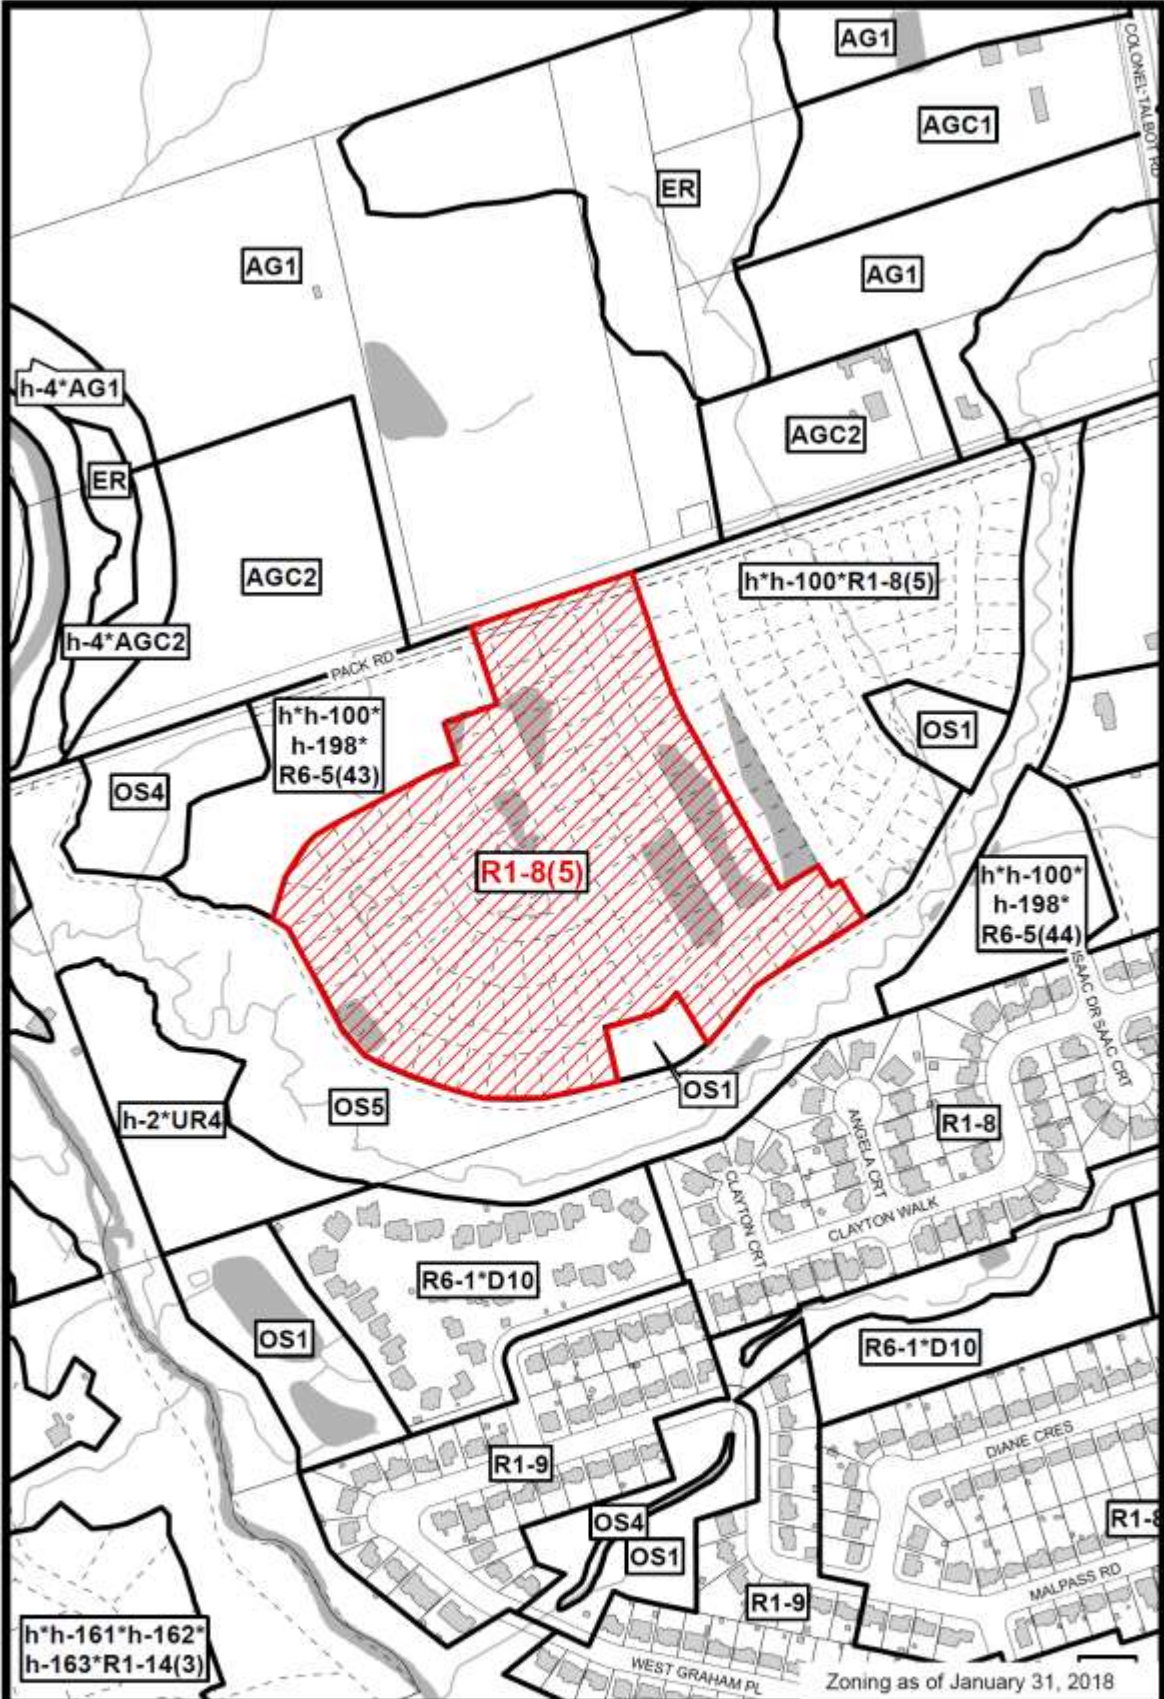 AG1
COLONEL TALBOT RD
AGC1
ER
AG1
AG1
h-4*AG1
AGC2
ER
AGC2
h*h-100*R1-8(5)
h-4*AGC2
PACK RD
h*h-100*
h-198*
R6-5(43)
OS1
OS4
R1-8(5)
h*h-100*
h-198*
R6-5(44)
ISAAC DR
ISAAC CRT
OS1
OS5
h-2*UR4
R1-8
ANGELA CRT
CLAYTON CRT
CLAYTON WALK
R6-1*D10
OS1
R6-1*D10
DIANE CRES
R1-9
OS4
R1-8
OS1
MALPASS RD
R1-9
h*h-161*h-162*
h-163*R1-14(3)
WEST GRAHAM PL
Zoning as of January 31, 2018